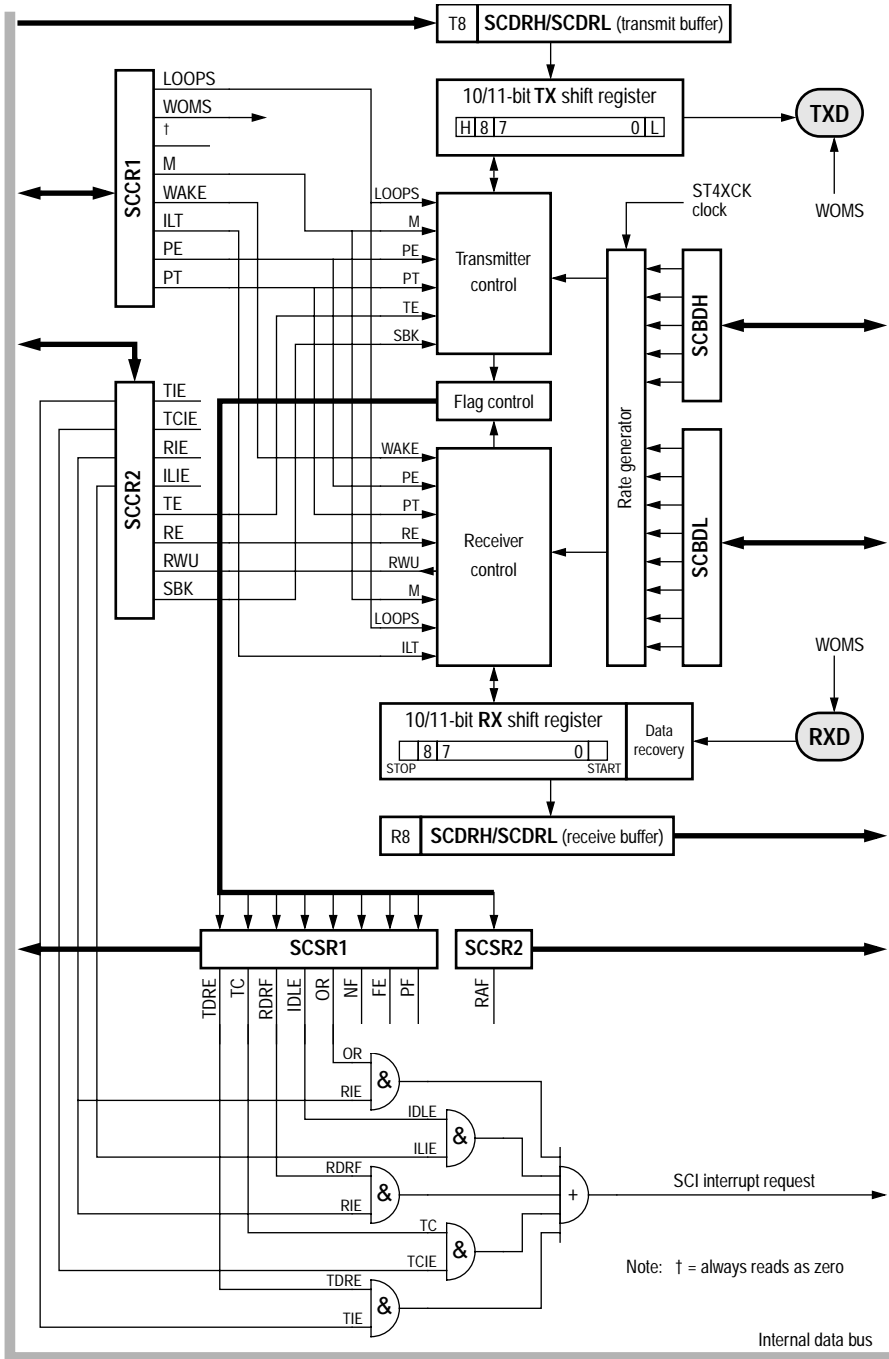 T8 SCDRH/SCDRL (transmit buffer)
LOOPS
WOMS
†
M
WAKE
ILT
PE
PT
SCCR1
10/11-bit TX shift register
H 8 7 0 L
TXD
WOMS
ST4XCK
clock
LOOPS
M
PE
PT
TE
SBK
Transmitter
control
Rate generator
SCBDH
SCBDL
Flag control
TIE
TCIE
RIE
ILIE
TE
RE
RWU
SBK
SCCR2
WAKE
PE
PT
RE
RWU
M
LOOPS
ILT
Receiver
control
WOMS
RXD
10/11-bit RX shift register
8 7 0
STOP START
Data
recovery
R8 SCDRH/SCDRL (receive buffer)
SCSR1
SCSR2
TDRE
TC
RDRF
IDLE
OR
NF
FE
PF
RAF
OR
RIE
&
IDLE
ILIE
&
RDRF
RIE
&
TC
TCIE
&
TDRE
TIE
&
+
SCI interrupt request
Note: † = always reads as zero
Internal data bus